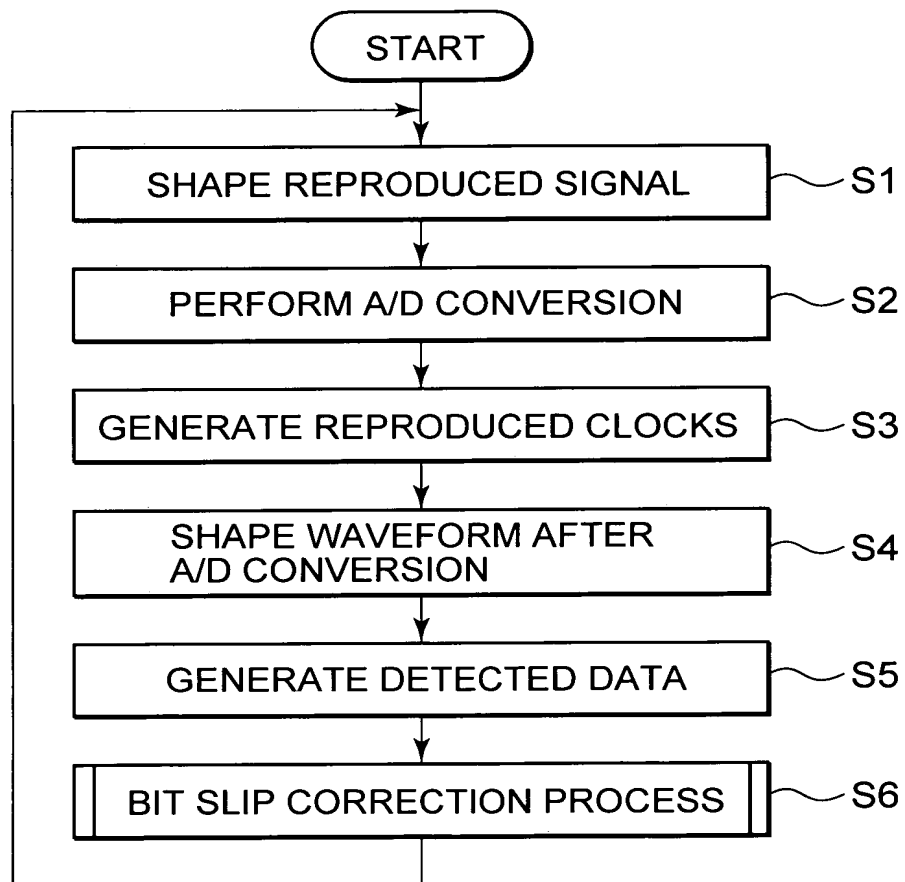 START
SHAPE REPRODUCED SIGNAL
S1
PERFORM A/D CONVERSION
S2
GENERATE REPRODUCED CLOCKS
S3
SHAPE WAVEFORM AFTER
A/D CONVERSION
S4
GENERATE DETECTED DATA
S5
BIT SLIP CORRECTION PROCESS
S6